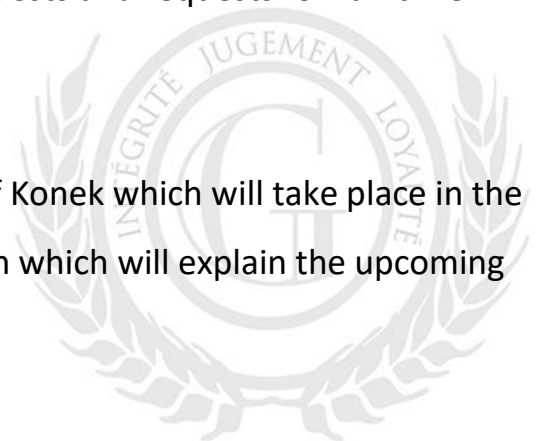 JUGEMENT
INTÉGRITÉ
LOYAUTÉ
Konek which will take place in the
which will explain the upcoming